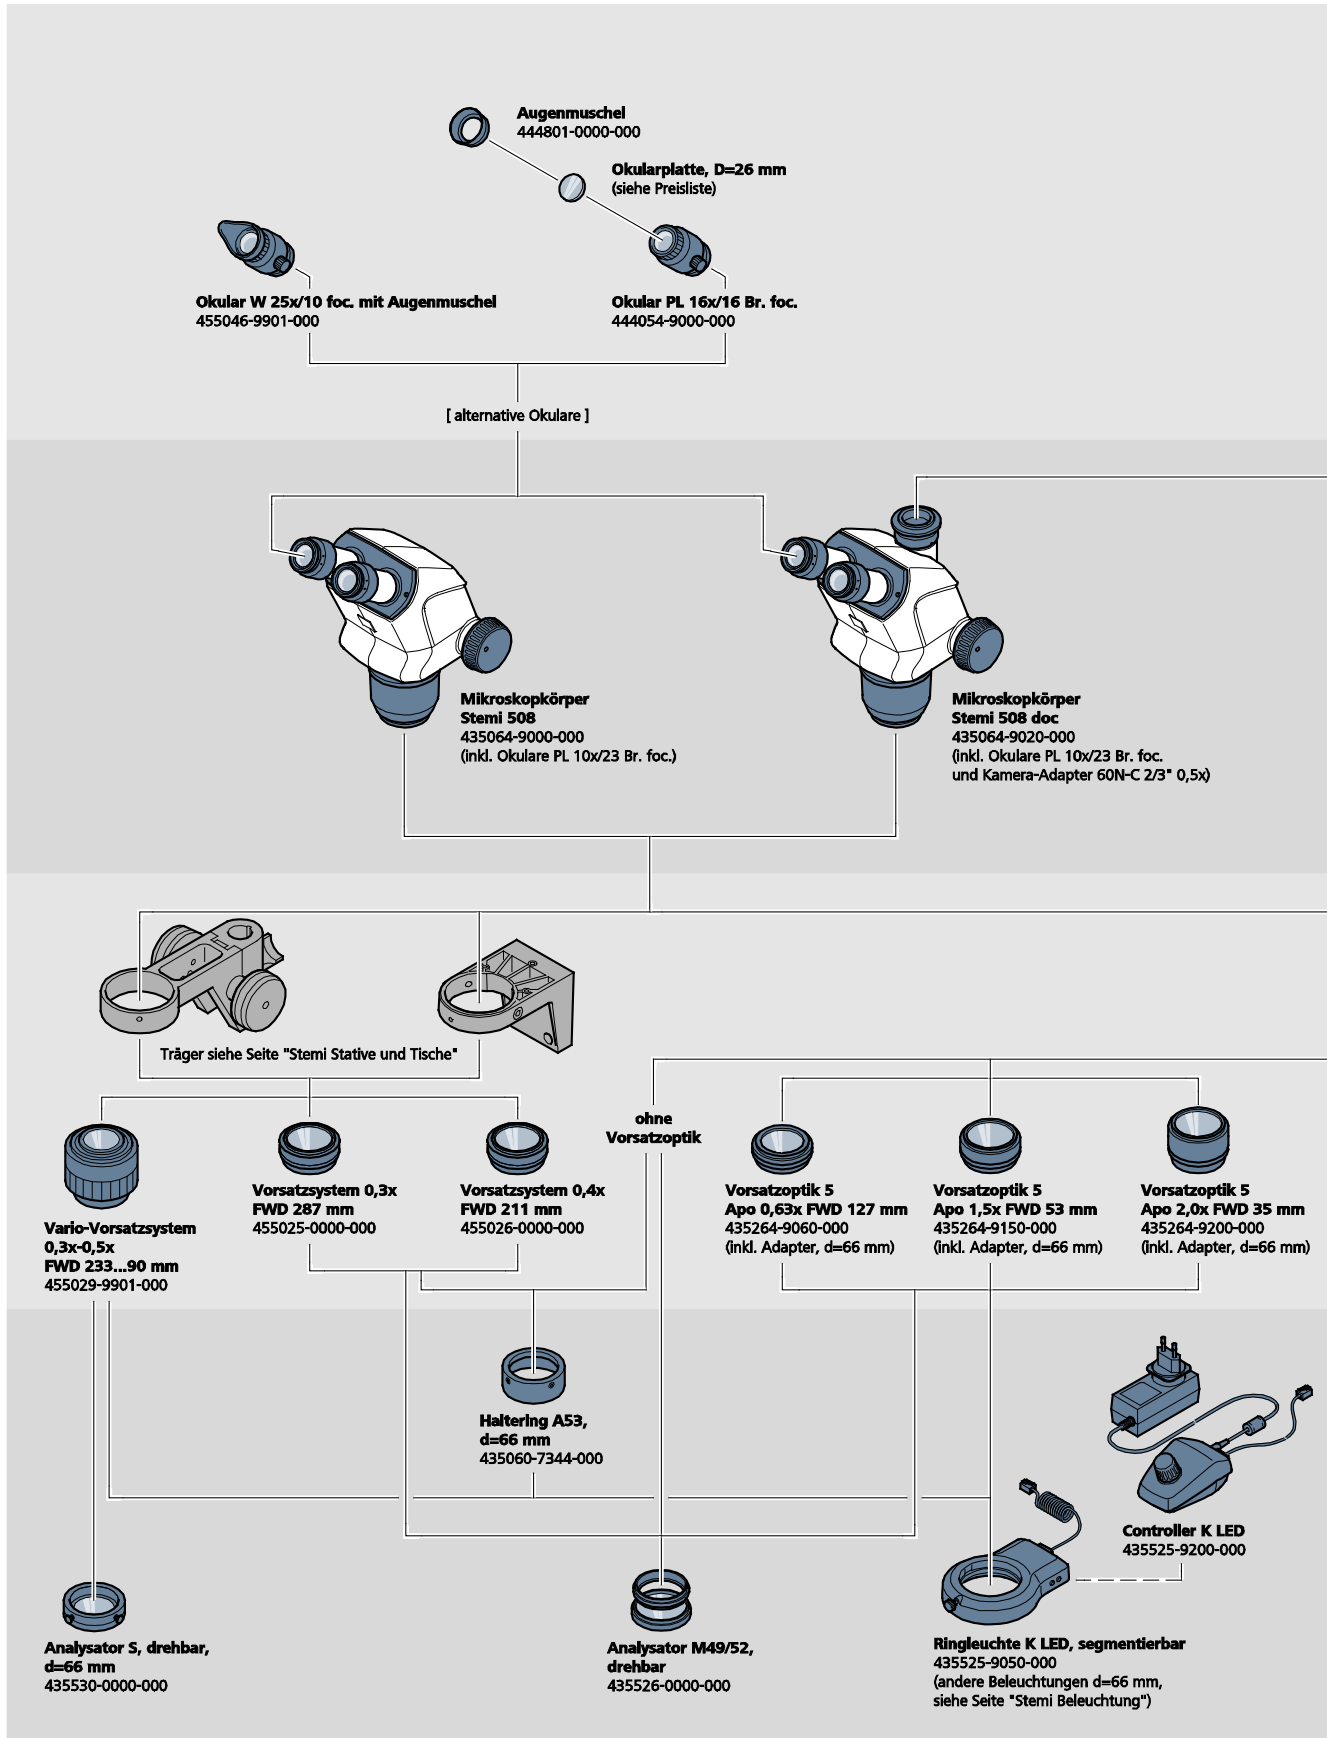 Augenmuschel
444801-0000-000
Okularplatte, D=26 mm
(siehe Preisliste)
Okular W 25x/10 foc. mit Augenmuschel
455046-9901-000
Okular PL 16x/16 Br. foc.
444054-9000-000
[ alternative Okulare ]
Mikroskopkörper
Stemi 508
435064-9000-000
(inkl. Okulare PL 10x/23 Br. foc.)
Mikroskopkörper
Stemi 508 doc
435064-9020-000
(inkl. Okulare PL 10x/23 Br. foc.
und Kamera-Adapter 60N-C 2/3" 0,5x)
Träger siehe Seite "Stemi Stative und Tische"
ohne
Vorsatzoptik
Vario-Vorsatzsystem
0,3x-0,5x
FWD 233...90 mm
455029-9901-000
Vorsatzsystem 0,3x
FWD 287 mm
455025-0000-000
Vorsatzsystem 0,4x
FWD 211 mm
455026-0000-000
Vorsatzoptik 5
Apo 0,63x FWD 127 mm
435264-9060-000
(inkl. Adapter, d=66 mm)
Vorsatzoptik 5
Apo 1,5x FWD 53 mm
435264-9150-000
(inkl. Adapter, d=66 mm)
Vorsatzoptik 5
Apo 2,0x FWD 35 mm
435264-9200-000
(inkl. Adapter, d=66 mm)
Haltering A53,
d=66 mm
435060-7344-000
Controller K LED
435525-9200-000
Analysator S, drehbar,
d=66 mm
435530-0000-000
Analysator M49/52,
drehbar
435526-0000-000
Ringleuchte K LED, segmentierbar
435525-9050-000
(andere Beleuchtungen d=66 mm,
siehe Seite "Stemi Beleuchtung")